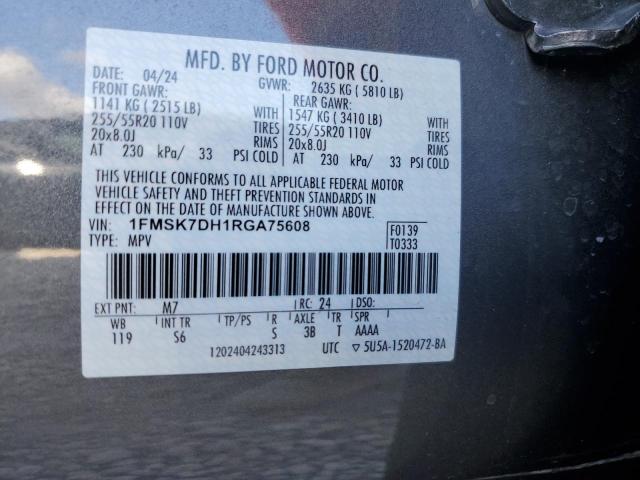 MFD. BY FORD MOTOR CO.
DATE: 04/24 GVWR: 2635 KG ( 5810 LB)
FRONT GAWR: REAR GAWR:
1141 KG ( 2515 LB) WITH 1547 KG ( 3410 LB) WITH
255/55R20 110V TIRES 255/55R20 110V TIRES
20x8.0J RIMS 20x8.0J RIMS
AT 230 kPa/ 33 PSI COLD AT 230 kPa/ 33 PSI COLD
THIS VEHICLE CONFORMS TO ALL APPLICABLE FEDERAL MOTOR
VEHICLE SAFETY AND THEFT PREVENTION STANDARDS IN
EFFECT ON THE DATE OF MANUFACTURE SHOWN ABOVE.
VIN: 1FMSK7DH1RGA75608 F0139
TYPE: MPV T0333
EXT PNT: M7 RC: 24 DSO:
WB INT TR TP/PS R AXLE TR SPR
119 S6 S 3B T AAAA
1202404243313 UTC ▽ 5U5A-1520472-BA